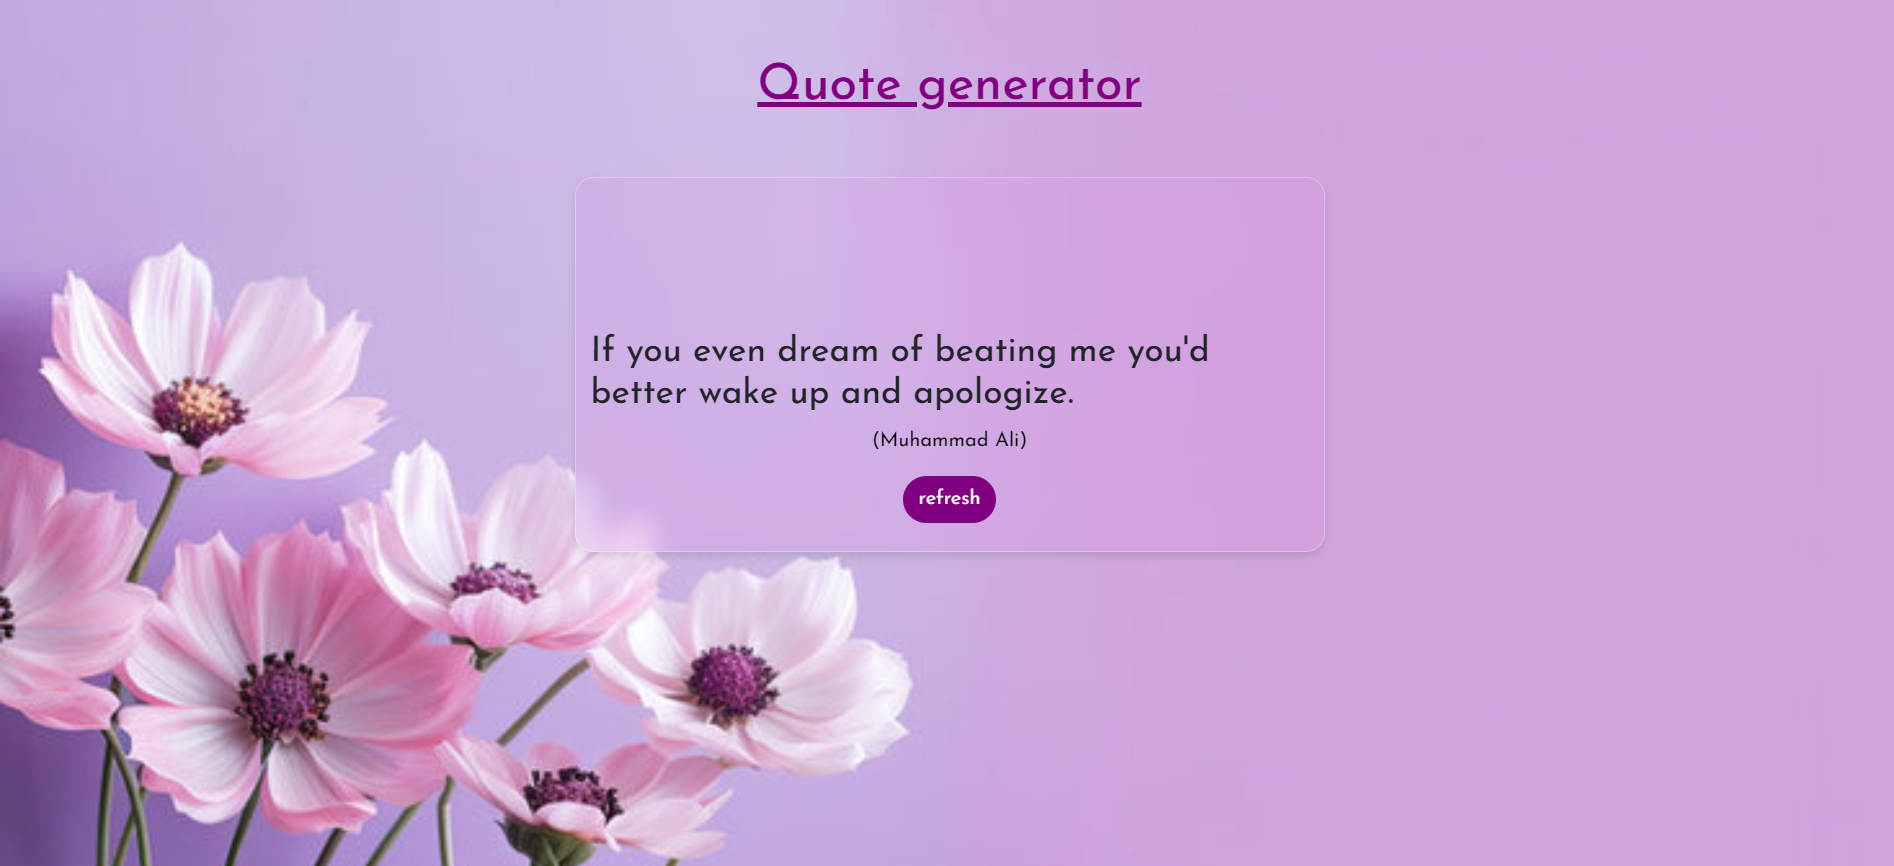 Quote generator
If you even dream of beating me you'd
better wake up and apologize.
(Muhammad Ali)
refresh